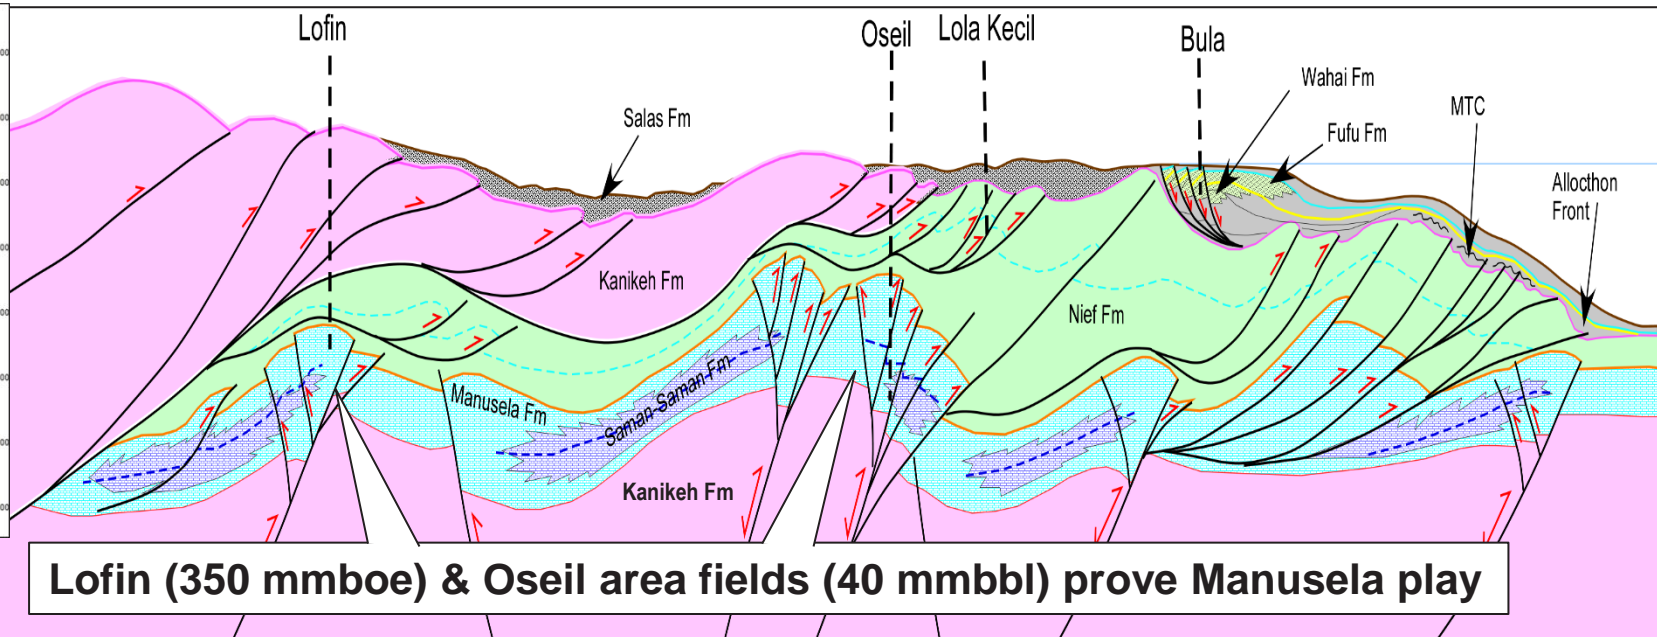 Lofin
Oseil
Lola Kecil
Bula
Wahai Fm
MTC
Salas Fm
Fufu Fm
Allocthon
Front
Kanikeh Fm
Nief Fm
Manusela Fm
Saman-Saman Fm
Kanikeh Fm
Lofin (350 mmboe) & Oseil area fields (40 mmbbl) prove Manusela play